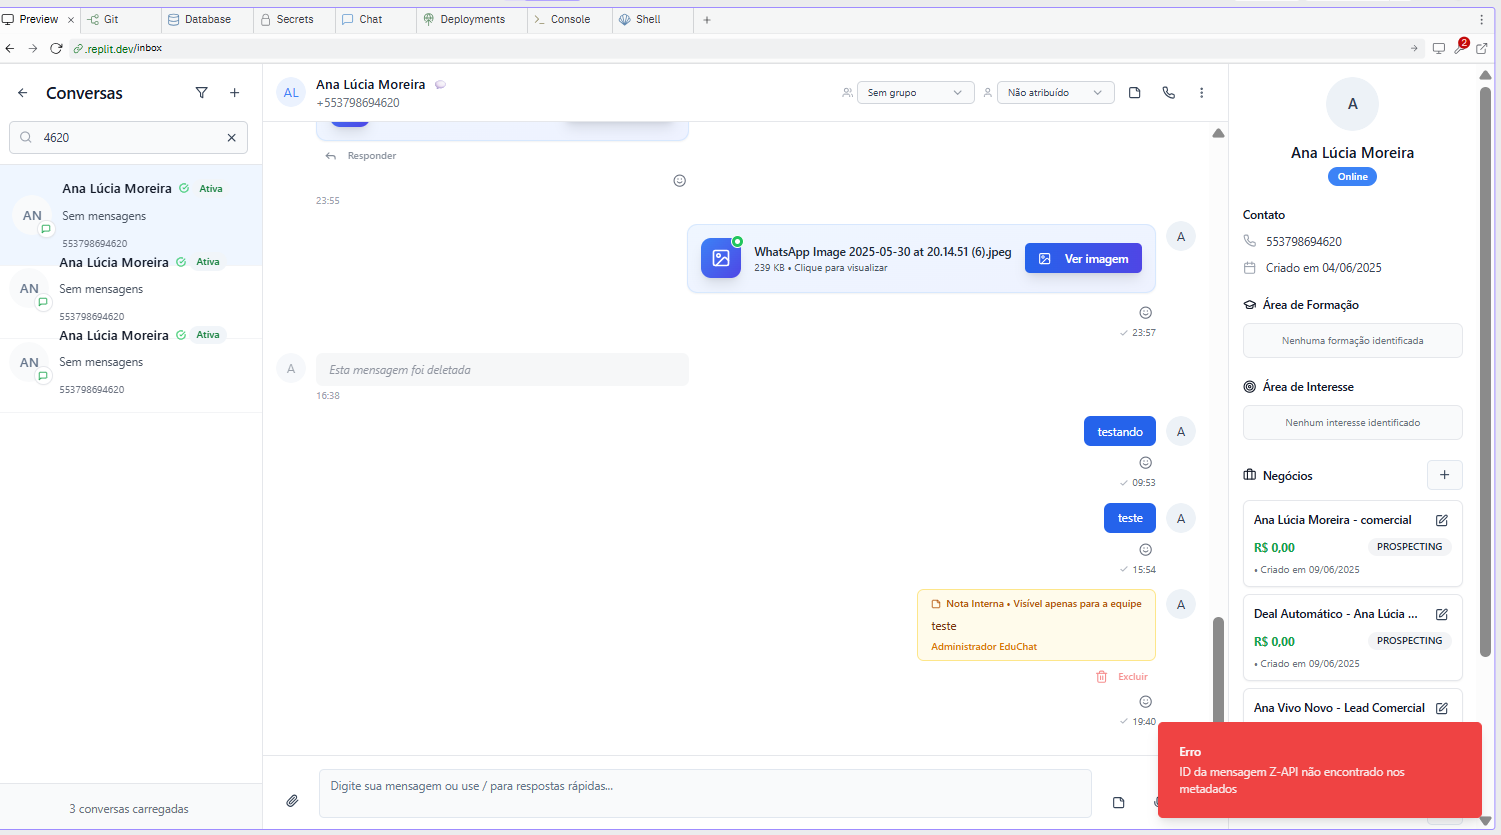 Preview
Git
Database
Secrets
Chat
Deployments
Console
Shell
.replit.dev/inbox
2
Conversas
4620
Ana Lúcia Moreira Ativa
AN
Sem mensagens
553798694620
Ana Lúcia Moreira Ativa
AN
Sem mensagens
553798694620
Ana Lúcia Moreira Ativa
AN
Sem mensagens
553798694620
3 conversas carregadas
AL
Ana Lúcia Moreira
+553798694620
Sem grupo
Não atribuído
Responder
23:55
WhatsApp Image 2025-05-30 at 20.14.51 (6).jpeg
239 KB • Clique para visualizar
Ver imagem
A
23:57
A
Esta mensagem foi deletada
16:38
testando
A
09:53
teste
A
15:54
Nota Interna • Visível apenas para a equipe
teste
Administrador EduChat
A
Excluir
19:40
Digite sua mensagem ou use / para respostas rápidas...
A
Ana Lúcia Moreira
Online
Contato
553798694620
Criado em 04/06/2025
Área de Formação
Nenhuma formação identificada
Área de Interesse
Nenhum interesse identificado
Negócios
Ana Lúcia Moreira - comercial
R$ 0,00
PROSPECTING
• Criado em 09/06/2025
Deal Automático - Ana Lúcia ...
R$ 0,00
PROSPECTING
• Criado em 09/06/2025
Ana Vivo Novo - Lead Comercial
Erro
ID da mensagem Z-API não encontrado nos
metadados